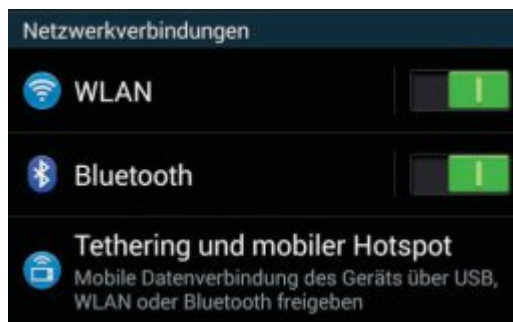 Netzwerkverbindungen
WLAN
Bluetooth
Tethering und mobiler Hotspot
Mobile Datenverbindung des Geräts über USB,
WLAN oder Bluetooth freigeben